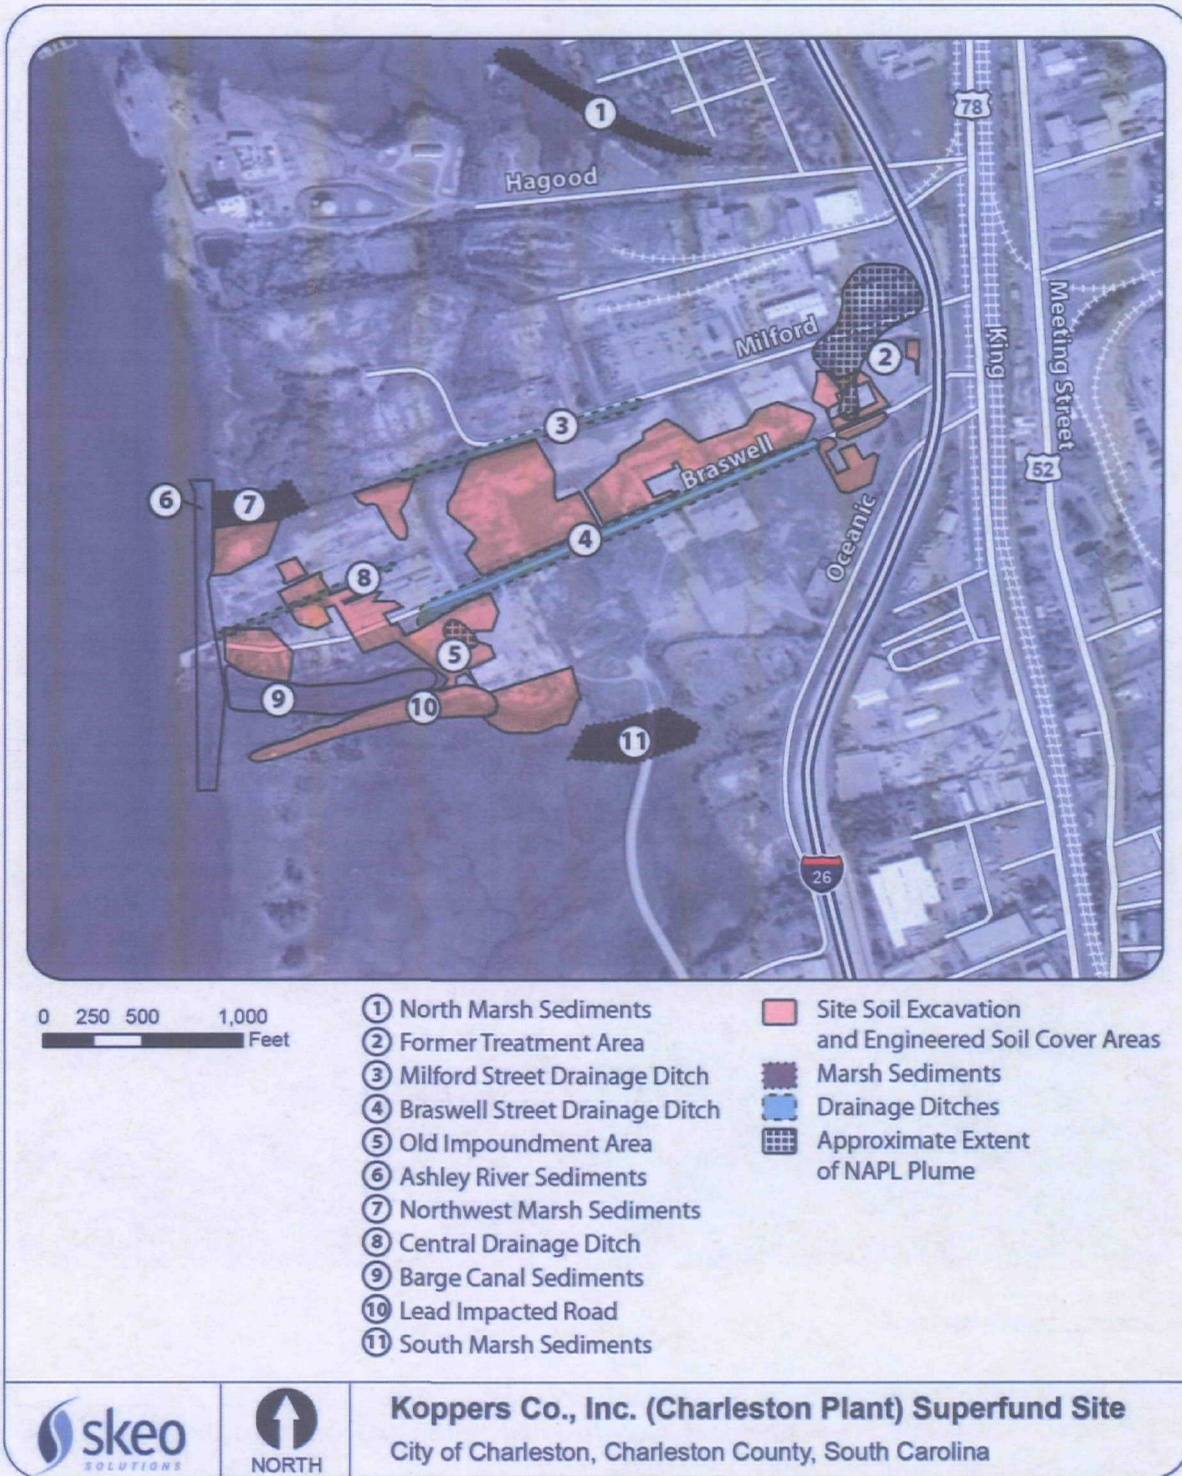 1
78
Hagood
Milford
2
King
Meeting Street
3
Braswell
52
6
7
4
Oceanic
8
5
9
10
11
26
0 250 500 1,000
Feet
1 North Marsh Sediments
2 Former Treatment Area
3 Milford Street Drainage Ditch
4 Braswell Street Drainage Ditch
5 Old Impoundment Area
6 Ashley River Sediments
7 Northwest Marsh Sediments
8 Central Drainage Ditch
9 Barge Canal Sediments
10 Lead Impacted Road
11 South Marsh Sediments
Site Soil Excavation
and Engineered Soil Cover Areas
Marsh Sediments
Drainage Ditches
Approximate Extent
of NAPL Plume
skeo
SOLUTIONS
NORTH
Koppers Co., Inc. (Charleston Plant) Superfund Site
City of Charleston, Charleston County, South Carolina